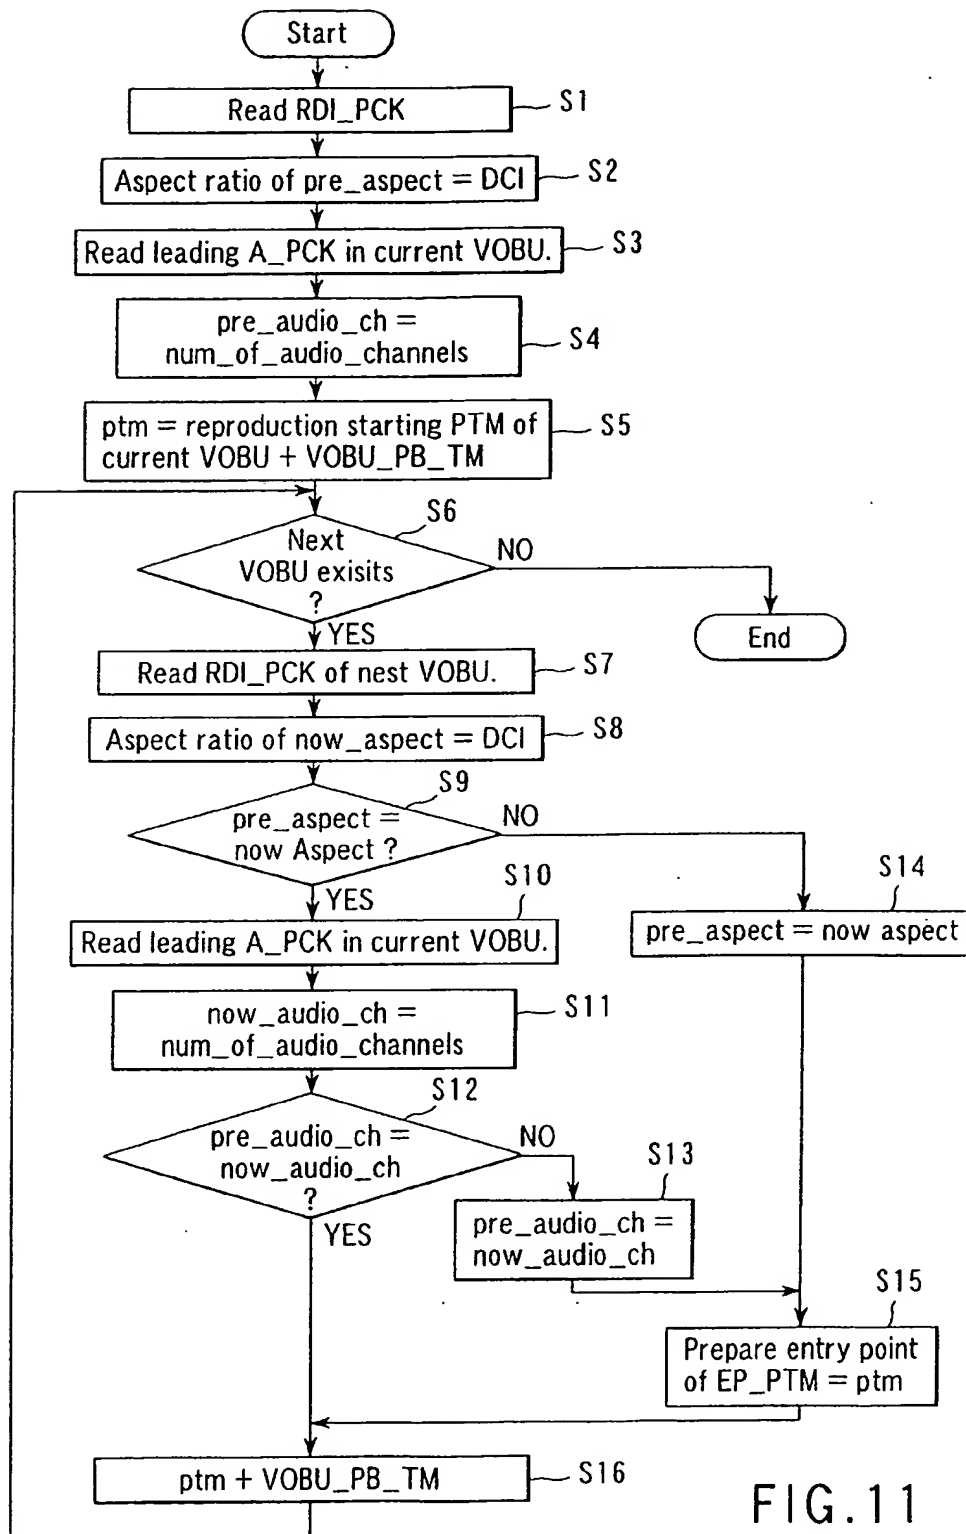 Start
Read RDI_PCK
S1
Aspect ratio of pre_aspect = DCI
S2
Read leading A_PCK in current VOBU.
S3
pre_audio_ch =
num_of_audio_channels
S4
ptm = reproduction starting PTM of
current VOBU + VOBU_PB_TM
S5
S6
Next
VOBU exisits
?
NO
End
YES
Read RDI_PCK of nest VOBU.
S7
Aspect ratio of now_aspect = DCI
S8
S9
pre_aspect =
now Aspect ?
NO
YES
S10
Read leading A_PCK in current VOBU.
S14
pre_aspect = now aspect
now_audio_ch =
num_of_audio_channels
S11
S12
pre_audio_ch =
now_audio_ch
?
NO
YES
S13
pre_audio_ch =
now_audio_ch
S15
Prepare entry point
of EP_PTM = ptm
ptm + VOBU_PB_TM
S16
FIG.11